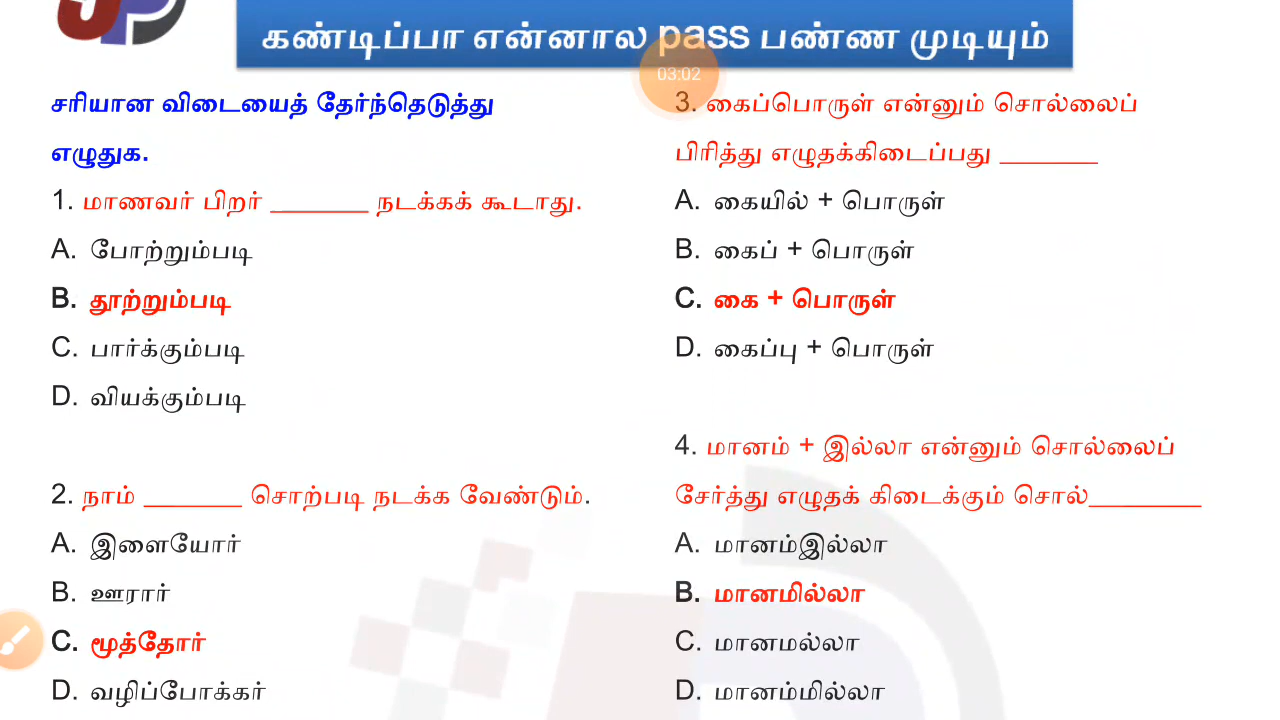 கண்டிப்பா என்னால pass பண்ண முடியும்
03:02
சரியான விடையைத் தேர்ந்தெடுத்து
எழுதுக.
1. மாணவர் பிறர் _______ நடக்கக் கூடாது.
A. போற்றும்படி
B. தூற்றும்படி
C. பார்க்கும்படி
D. வியக்கும்படி
2. நாம் _______ சொற்படி நடக்க வேண்டும்.
A. இளையோர்
B. ஊரார்
C. மூத்தோர்
D. வழிப்போக்கர்
3. கைப்பொருள் என்னும் சொல்லைப்
பிரித்து எழுதக்கிடைப்பது _______
A. கையில் + பொருள்
B. கைப் + பொருள்
C. கை + பொருள்
D. கைப்பு + பொருள்
4. மானம் + இல்லா என்னும் சொல்லைப்
சேர்த்து எழுதக் கிடைக்கும் சொல்________
A. மானம்இல்லா
B. மானமில்லா
C. மானமல்லா
D. மானம்மில்லா